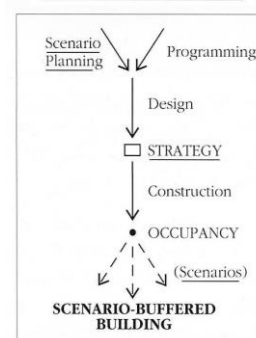 Scenario
Planning
Programming
Design
STRATEGY
Construction
OCCUPANCY
(Scenarios)
SCENARIO-BUFFERED
BUILDING